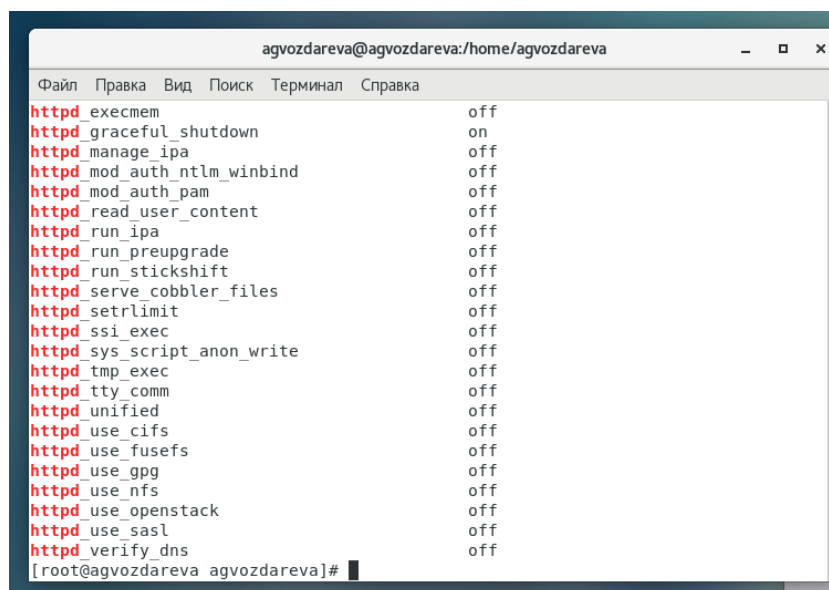 agvozdareva@agvozdareva:/home/agvozdareva
Файл Правка Вид Поиск Терминал Справка
httpd_execmem off
httpd_graceful_shutdown on
httpd_manage_ipa off
httpd_mod_auth_ntlm_winbind off
httpd_mod_auth_pam off
httpd_read_user_content off
httpd_run_ipa off
httpd_run_preupgrade off
httpd_run_stickshift off
httpd_serve_cobbler_files off
httpd_setrlimit off
httpd_ssi_exec off
httpd_sys_script_anon_write off
httpd_tmp_exec off
httpd_tty_comm off
httpd_unified off
httpd_use_cifs off
httpd_use_fusefs off
httpd_use_gpg off
httpd_use_nfs off
httpd_use_openstack off
httpd_use_sasl off
httpd_verify_dns off
[root@agvozdareva agvozdareva]#